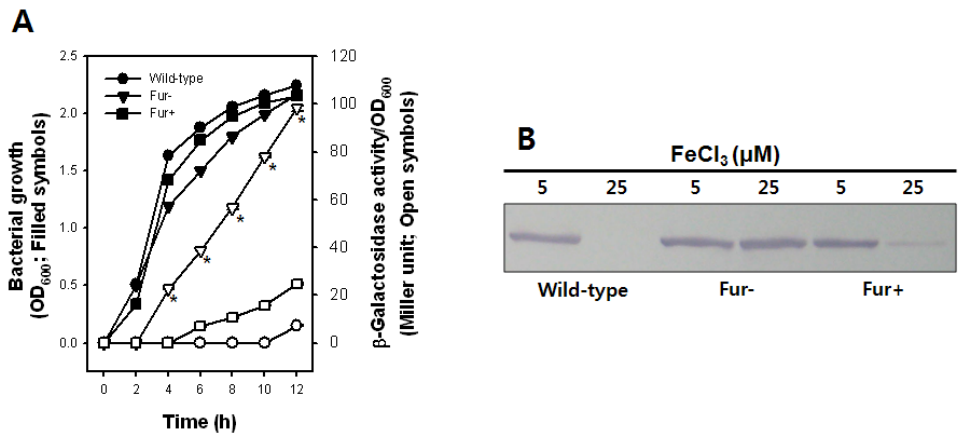 A
2.5
2.0
1.5
1.0
0.5
0.0
Bacterial growth
(OD600; Filled symbols)
Wild-type
Fur-
Fur+
120
100
80
60
40
20
0
β-Galactosidase activity/OD600
(Miller unit; Open symbols)
* * * * *
0 2 4 6 8 10 12
Time (h)
B
FeCl3 (μM)
5 25 5 25 5 25
Wild-type Fur- Fur+